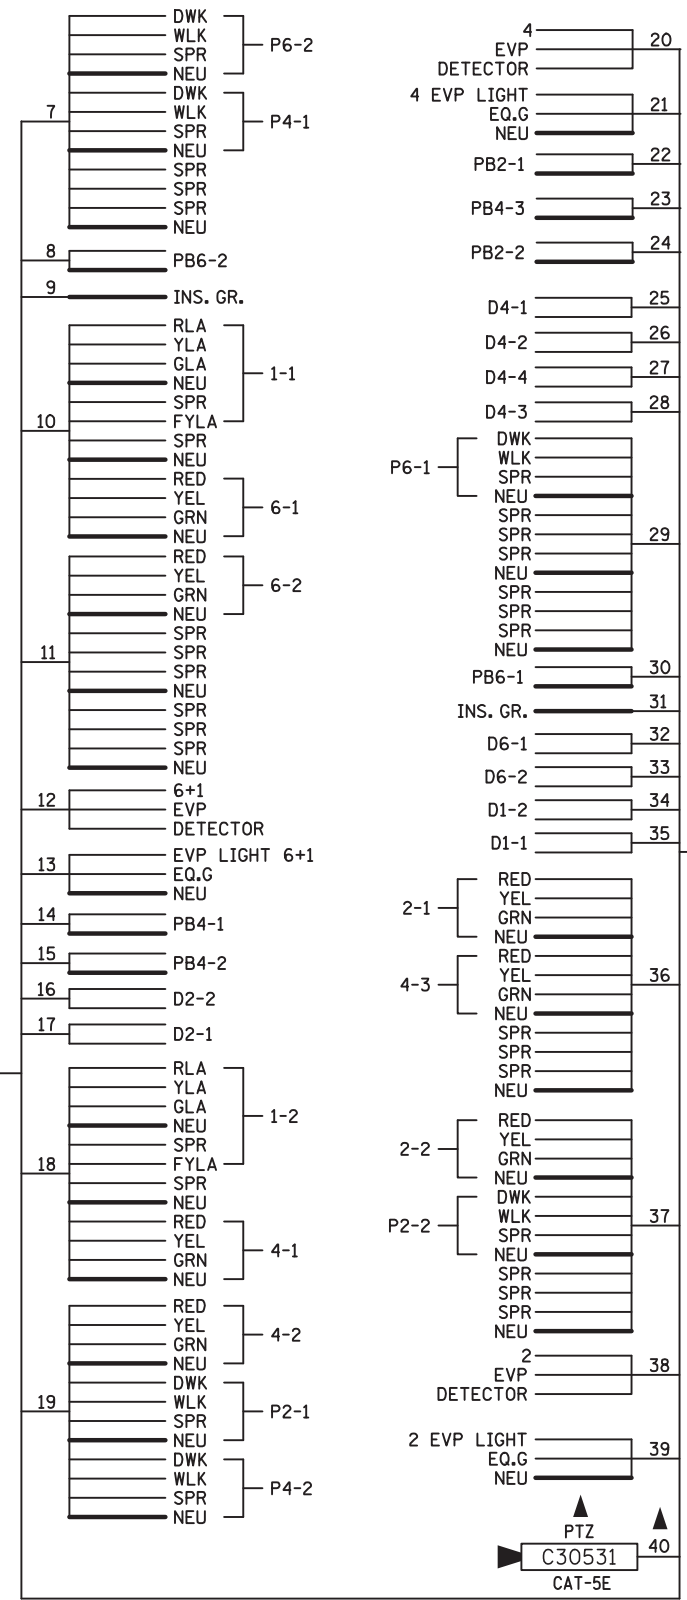 DWK
WLK
SPR
NEU
P6-2
7
DWK
WLK
SPR
NEU
P4-1
SPR
SPR
SPR
NEU
8
PB6-2
9
INS. GR.
10
RLA
YLA
GLA
NEU
SPR
FYLA
1-1
SPR
NEU
RED
YEL
GRN
NEU
6-1
11
RED
YEL
GRN
NEU
6-2
SPR
SPR
SPR
NEU
SPR
SPR
SPR
NEU
12
6+1
EVP
DETECTOR
13
EVP LIGHT 6+1
EQ.G
NEU
14
PB4-1
15
PB4-2
16
D2-2
17
D2-1
18
RLA
YLA
GLA
NEU
SPR
FYLA
1-2
SPR
NEU
RED
YEL
GRN
NEU
4-1
19
RED
YEL
GRN
NEU
4-2
DWK
WLK
SPR
NEU
P2-1
DWK
WLK
SPR
NEU
P4-2
4
EVP
DETECTOR
20
4 EVP LIGHT
EQ.G
NEU
21
PB2-1
22
PB4-3
23
PB2-2
24
D4-1
25
D4-2
26
D4-4
27
D4-3
28
P6-1
DWK
WLK
SPR
NEU
SPR
SPR
SPR
NEU
SPR
SPR
SPR
NEU
29
PB6-1
30
INS. GR.
31
D6-1
32
D6-2
33
D1-2
34
D1-1
35
2-1
RED
YEL
GRN
NEU
4-3
RED
YEL
GRN
NEU
SPR
SPR
SPR
NEU
36
2-2
RED
YEL
GRN
NEU
P2-2
DWK
WLK
SPR
NEU
SPR
SPR
SPR
NEU
37
2
EVP
DETECTOR
38
2 EVP LIGHT
EQ.G
NEU
39
PTZ
C30531
CAT-5E
40